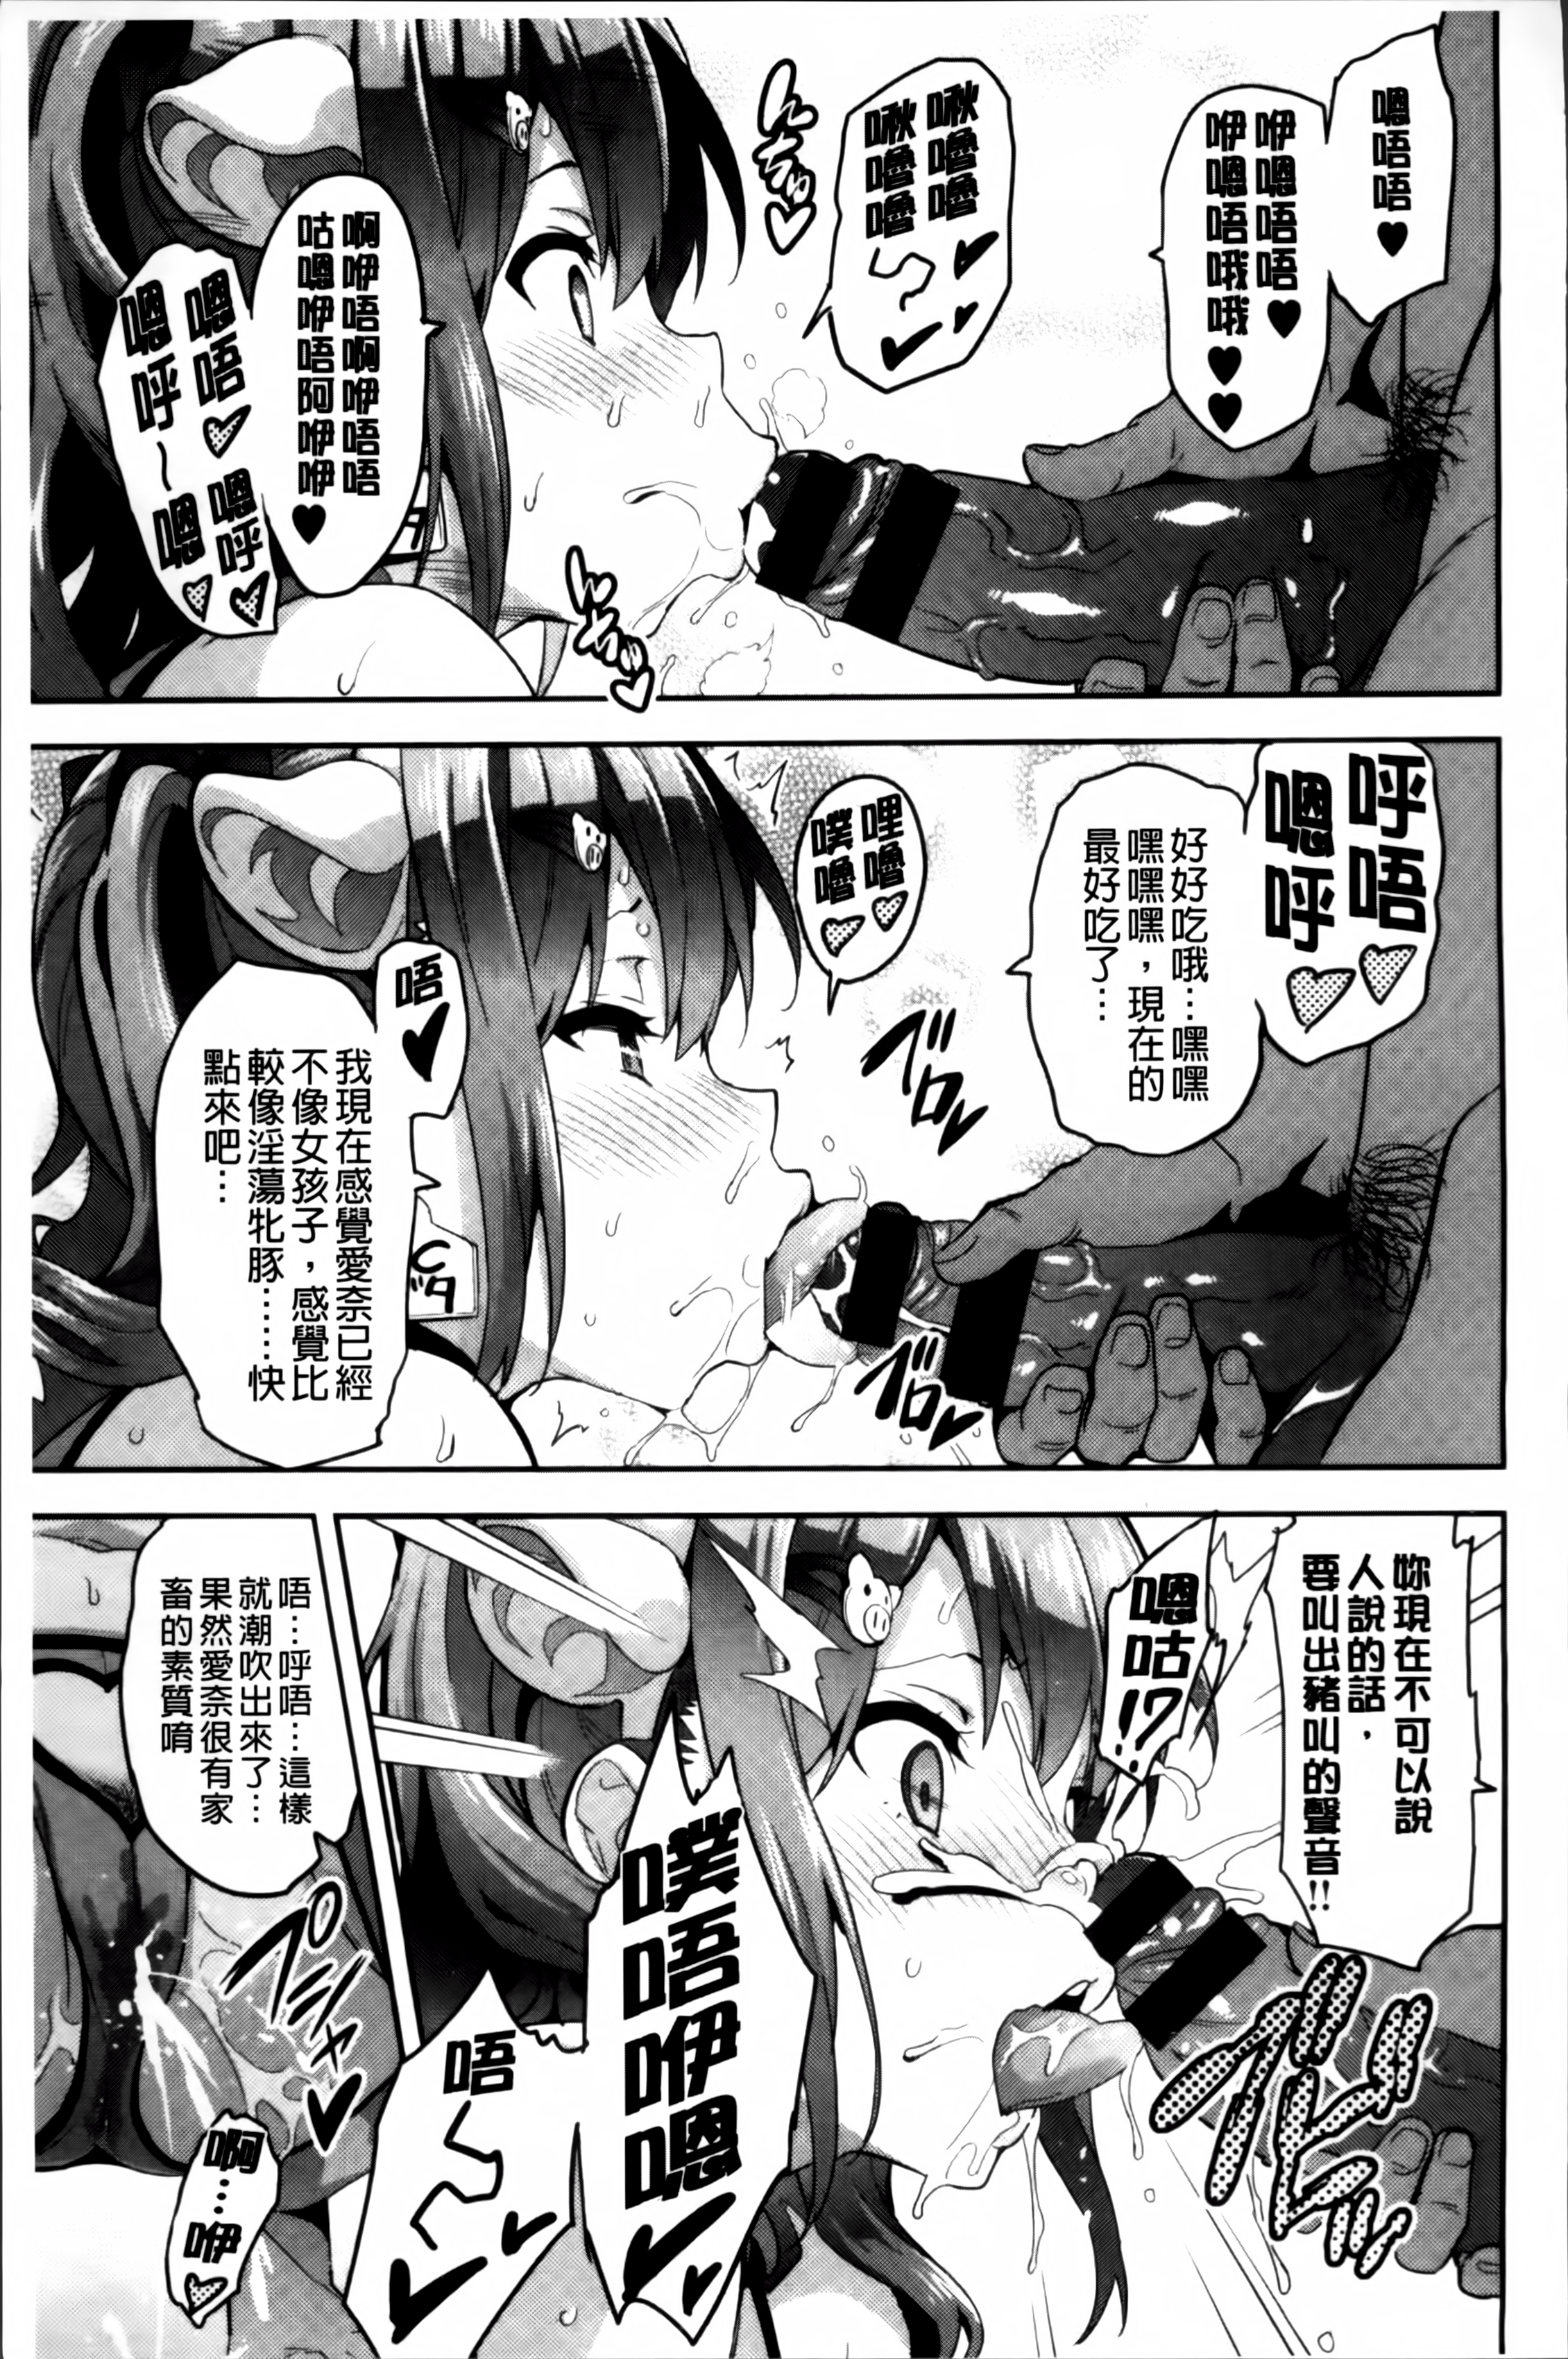 嗯唔唔♥
咿嗯唔唔♥
咿嗯唔哦哦♥♥
啾嚕嚕
啾嚕嚕
んちゅ♡
啊咿唔啊咿唔唔
咕嗯咿唔阿咿咿♥
嗯唔♡嗯呼♡
嗯呼～嗯♡
呼唔♡
嗯呼♡
好好吃哦…嘿嘿
嘿嘿嘿，現在的
最好吃了…
哩嚕♡
噗嚕♡
唔♥
我現在感覺愛奈已經
不像女孩子，感覺比
較像淫蕩牝豚……快
點來吧…
妳現在不可以說
人說的話，
要叫出豬叫的聲音!!
嗯咕!?
噗唔咿嗯
唔
唔…呼唔…這樣
就潮吹出來了…
果然愛奈很有家
畜的素質唷
プシャ♥
啊…咿♡